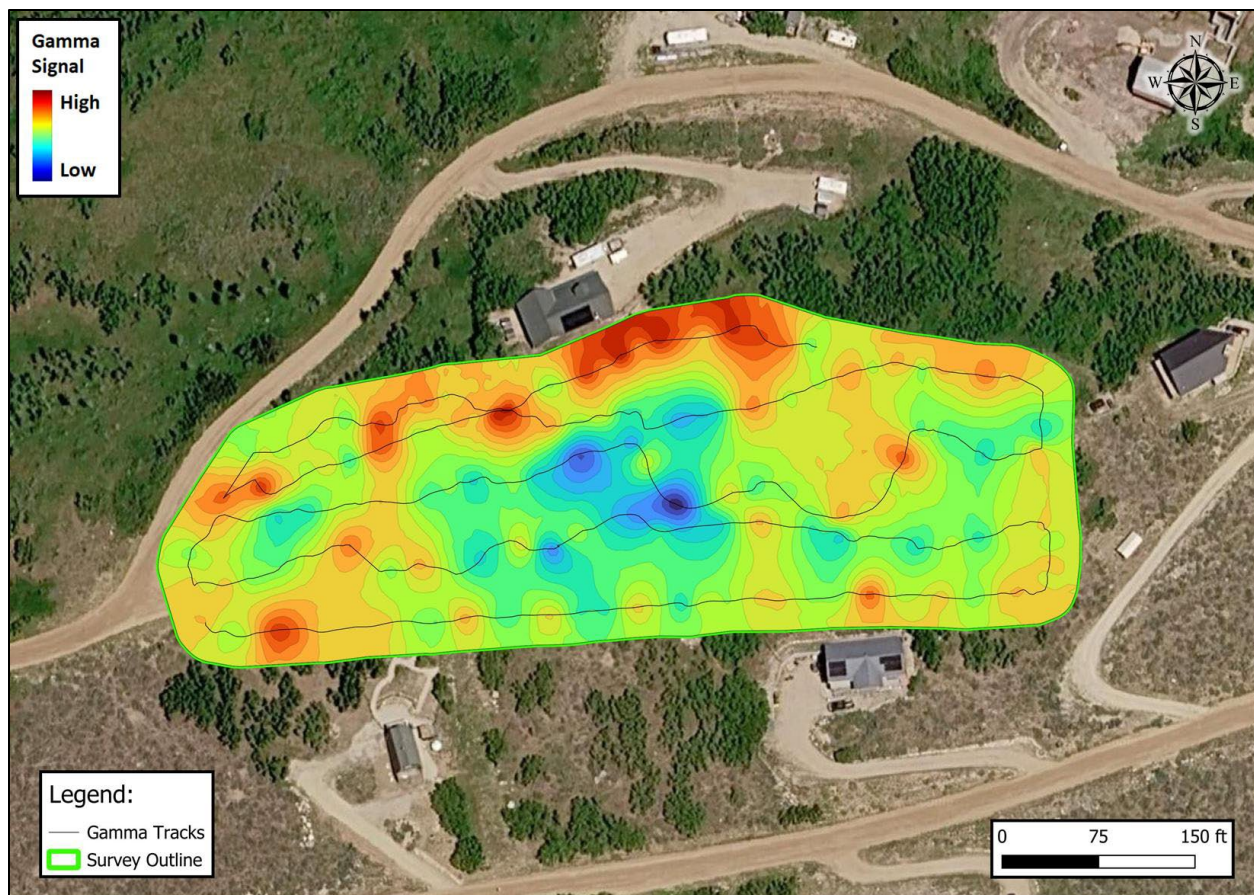 Gamma
Signal
High
Low
N
W E
S
Legend:
Gamma Tracks
Survey Outline
0 75 150 ft